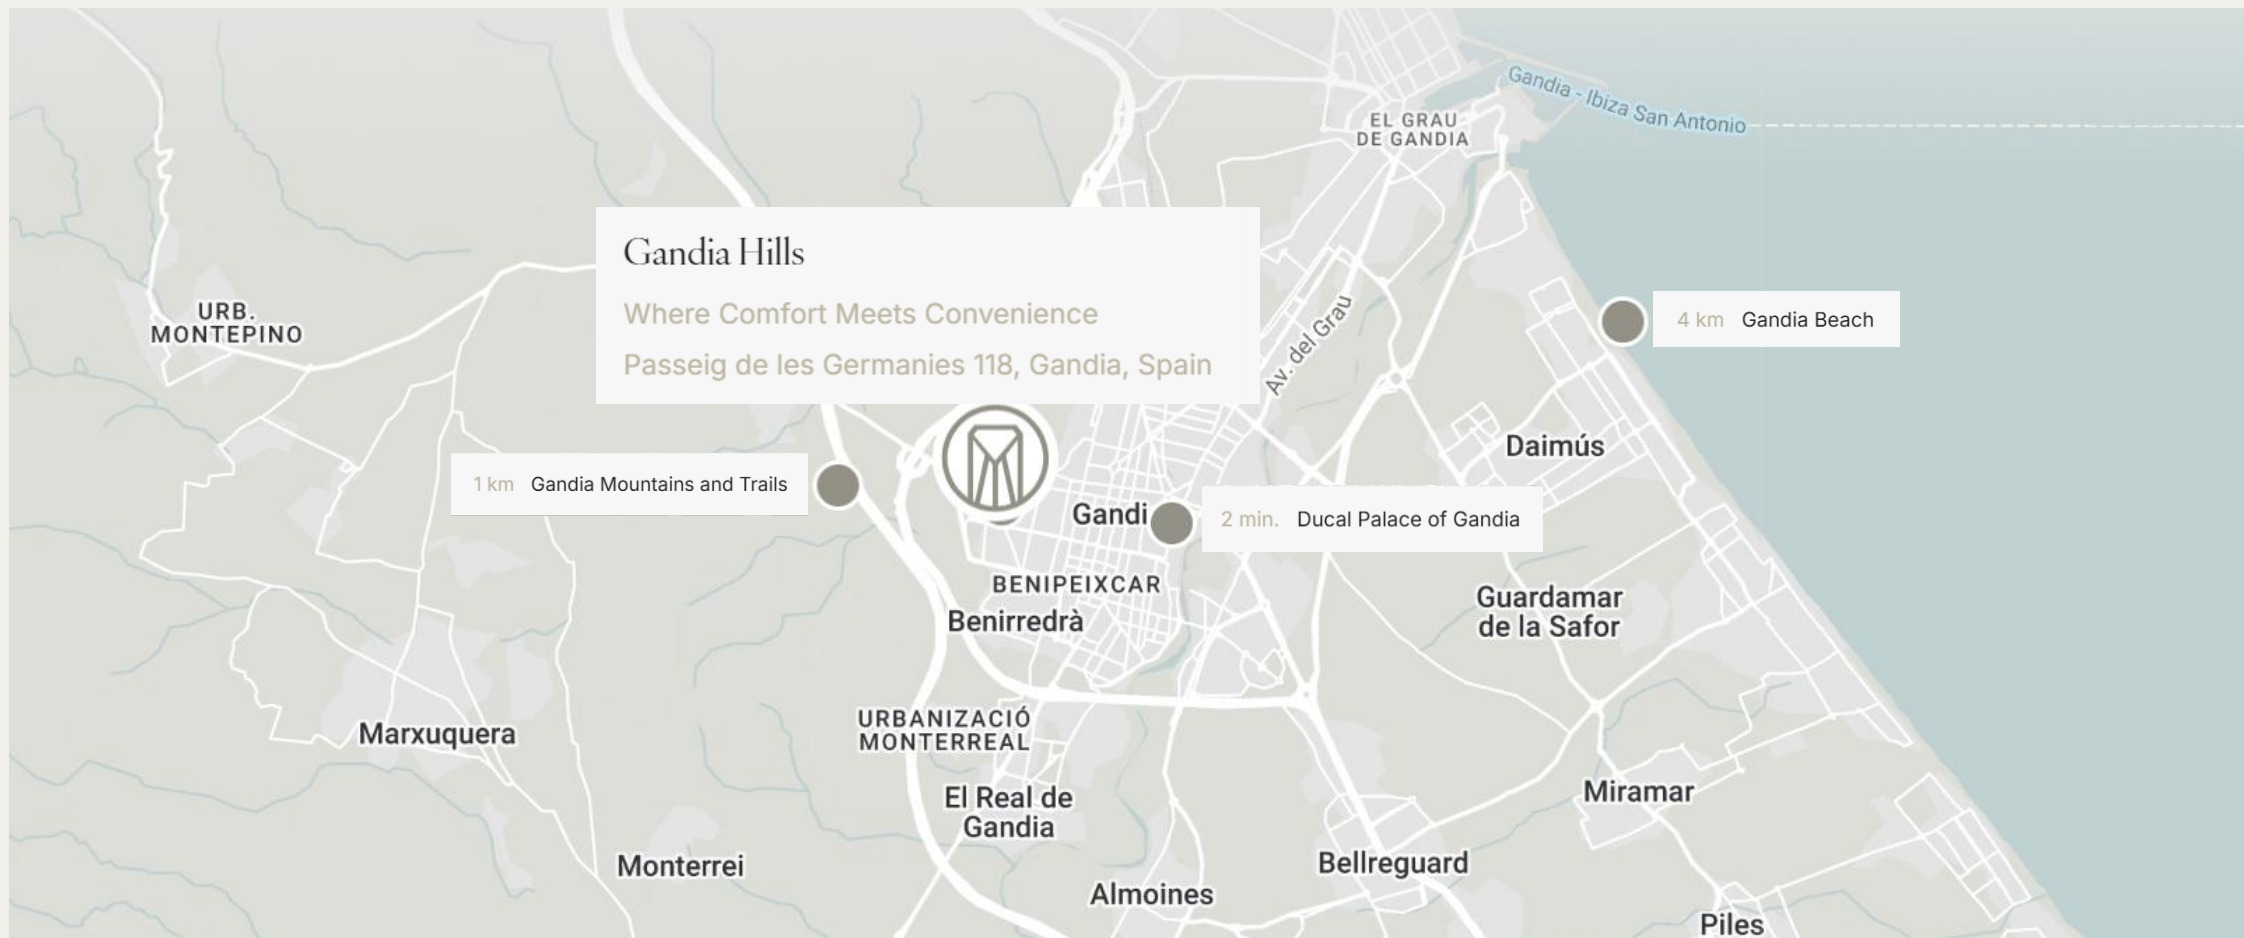 Gandia - Ibiza San Antonio
EL GRAU
DE GANDIA
Gandia Hills
Where Comfort Meets Convenience
Passeig de les Germanies 118, Gandia, Spain
Av. del Grau
URB.
MONTEPINO
4 km Gandia Beach
Daimús
1 km Gandia Mountains and Trails
Gandi
2 min. Ducal Palace of Gandia
BENIPEIXCAR
Benirredrà
Guardamar
de la Safor
URBANIZACIÓ
MONTERREAL
Marxuquera
El Real de
Gandia
Miramar
Monterrei
Bellreguard
Almoines
Piles